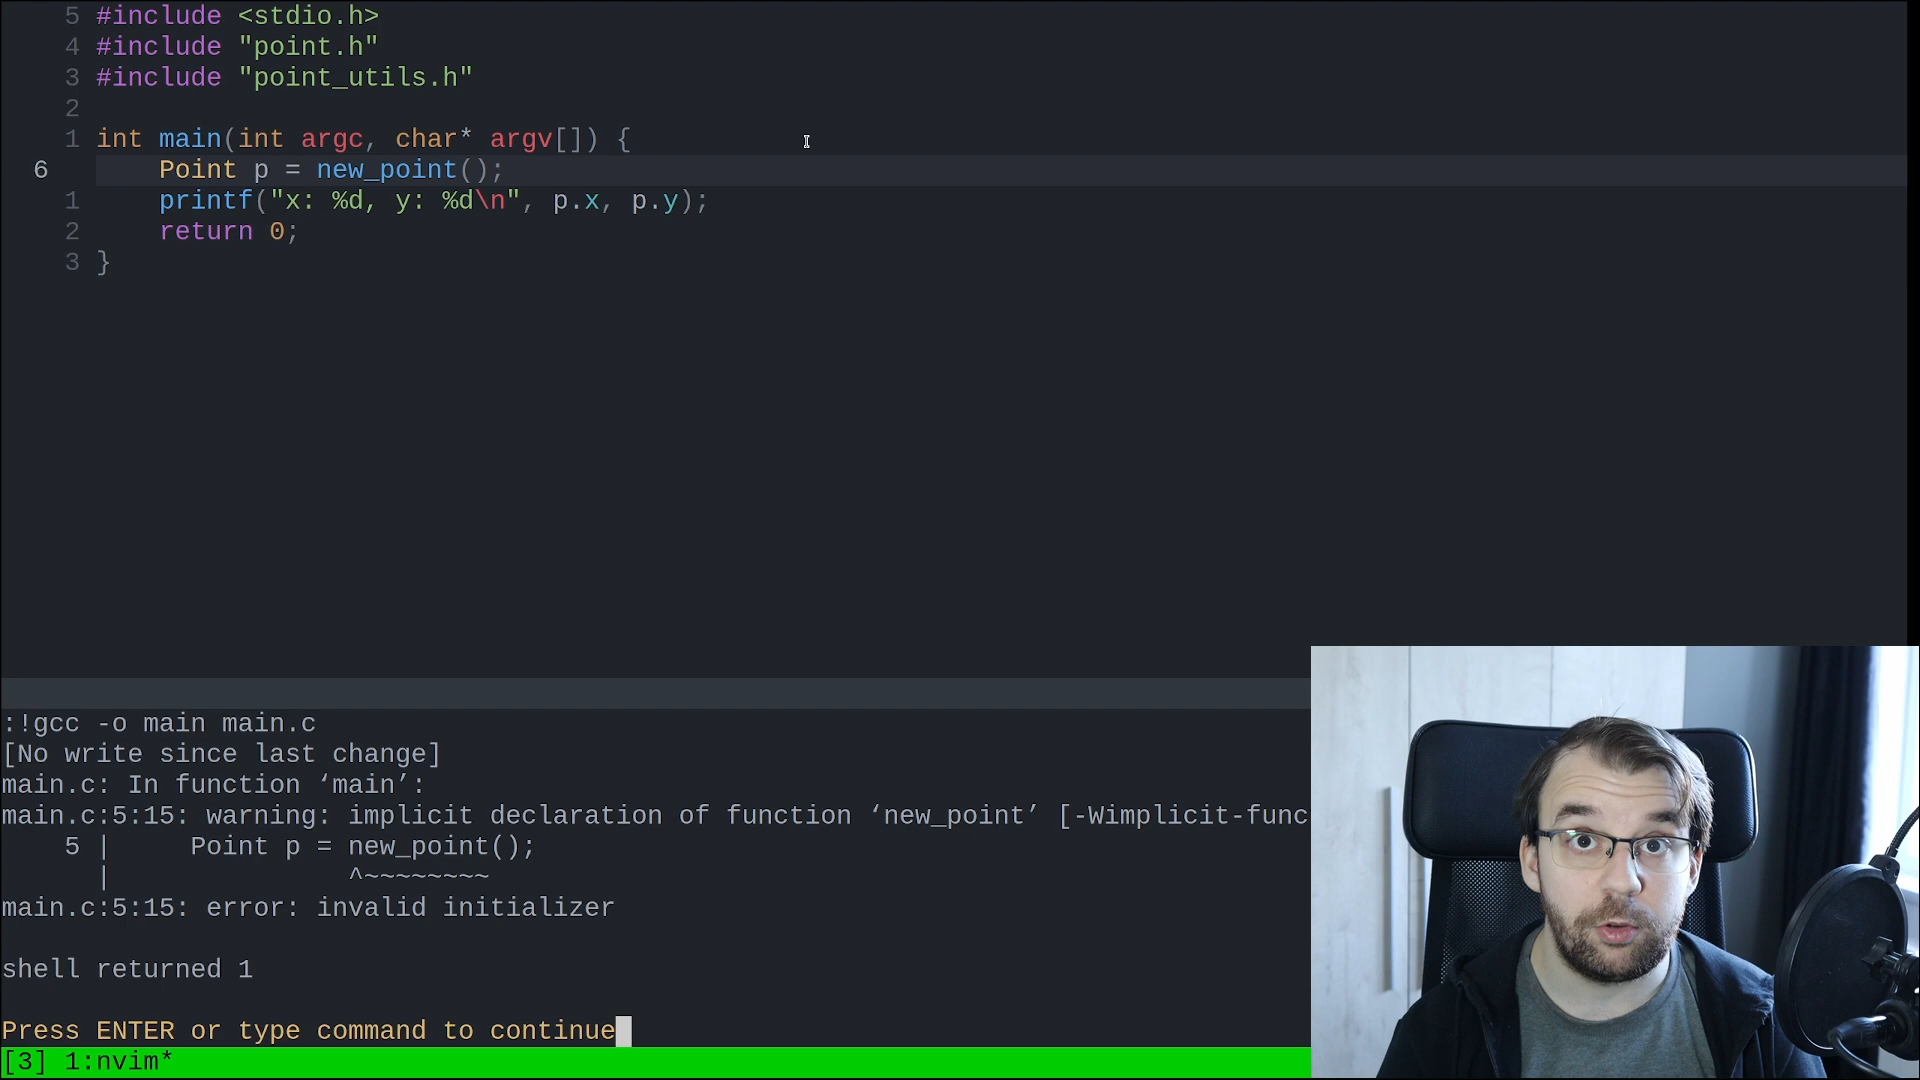 5 #include <stdio.h>
4 #include "point.h"
3 #include "point_utils.h"
2
1 int main(int argc, char* argv[]) {
6     Point p = new_point();
1     printf("x: %d, y: %d\n", p.x, p.y);
2     return 0;
3 }
:!gcc -o main main.c
[No write since last change]
main.c: In function ‘main’:
main.c:5:15: warning: implicit declaration of function ‘new_point’ [-Wimplicit-func
    5 |     Point p = new_point();
      |               ^~~~~~~~~
main.c:5:15: error: invalid initializer
shell returned 1
Press ENTER or type command to continue
[3] 1:nvim*